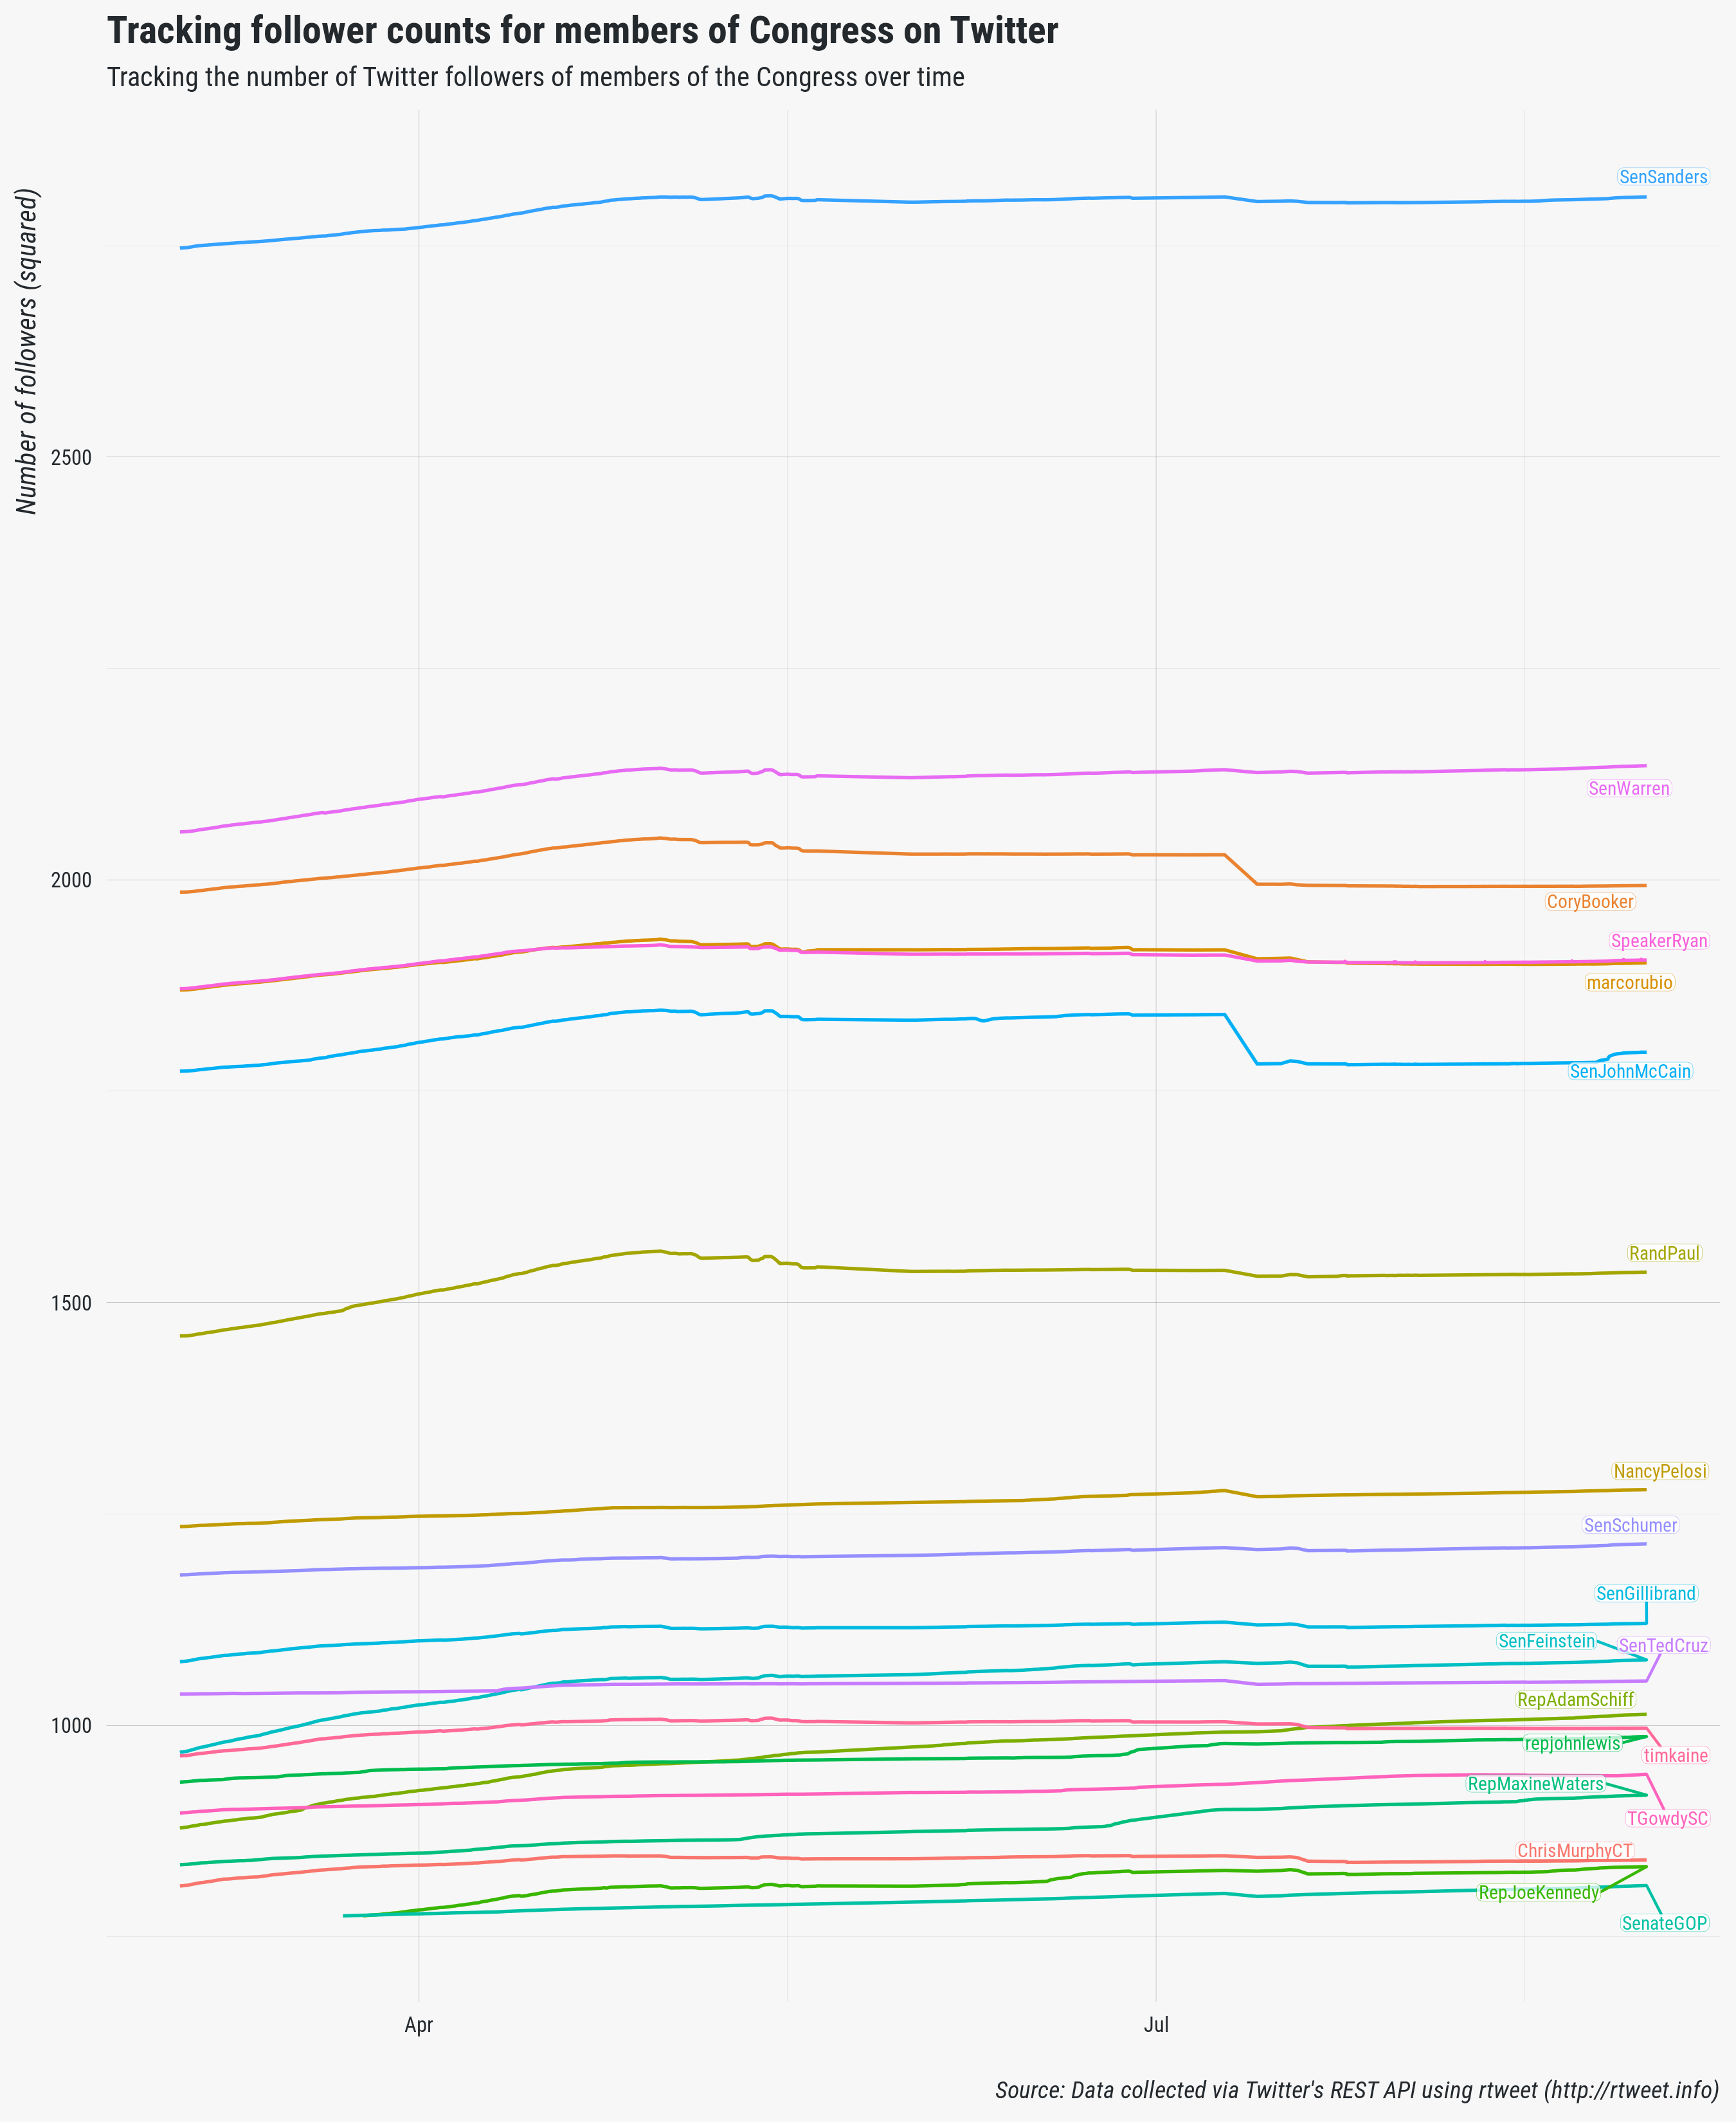 Tracking follower counts for members of Congress on Twitter
Tracking the number of Twitter followers of members of the Congress over time
Number of followers (squared)
2500
2000
1500
1000
SenSanders
SenWarren
CoryBooker
SpeakerRyan
marcorubio
SenJohnMcCain
RandPaul
NancyPelosi
SenSchumer
SenGillibrand
SenFeinstein
SenTedCruz
RepAdamSchiff
repjohnlewis
timkaine
RepMaxineWaters
TGowdySC
ChrisMurphyCT
RepJoeKennedy
SenateGOP
Apr
Jul
Source: Data collected via Twitter's REST API using rtweet (http://rtweet.info)